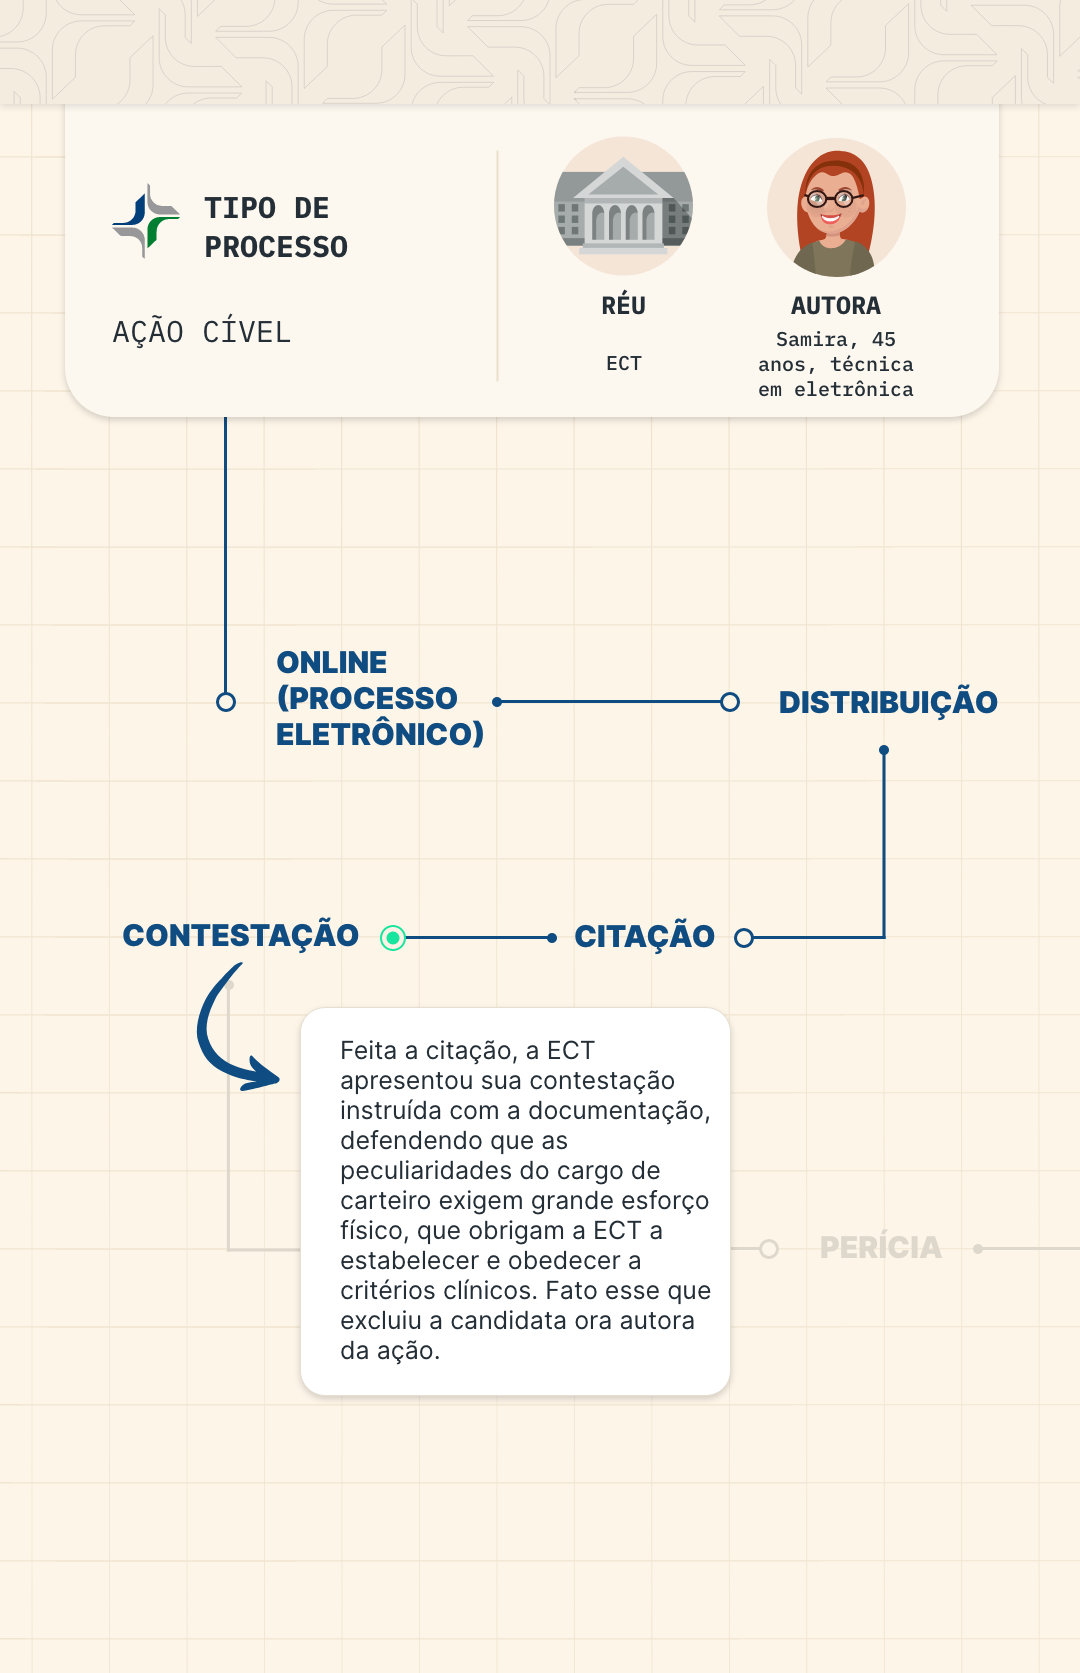 TIPO DE
PROCESSO
AÇÃO CÍVEL
RÉU
ECT
AUTORA
Samira, 45
anos, técnica
em eletrônica
ONLINE
(PROCESSO
ELETRÔNICO)
DISTRIBUIÇÃO
CONTESTAÇÃO
CITAÇÃO
Feita a citação, a ECT
apresentou sua contestação
instruída com a documentação,
defendendo que as
peculiaridades do cargo de
carteiro exigem grande esforço
físico, que obrigam a ECT a
estabelecer e obedecer a
critérios clínicos. Fato esse que
excluiu a candidata ora autora
da ação.
PERÍCIA